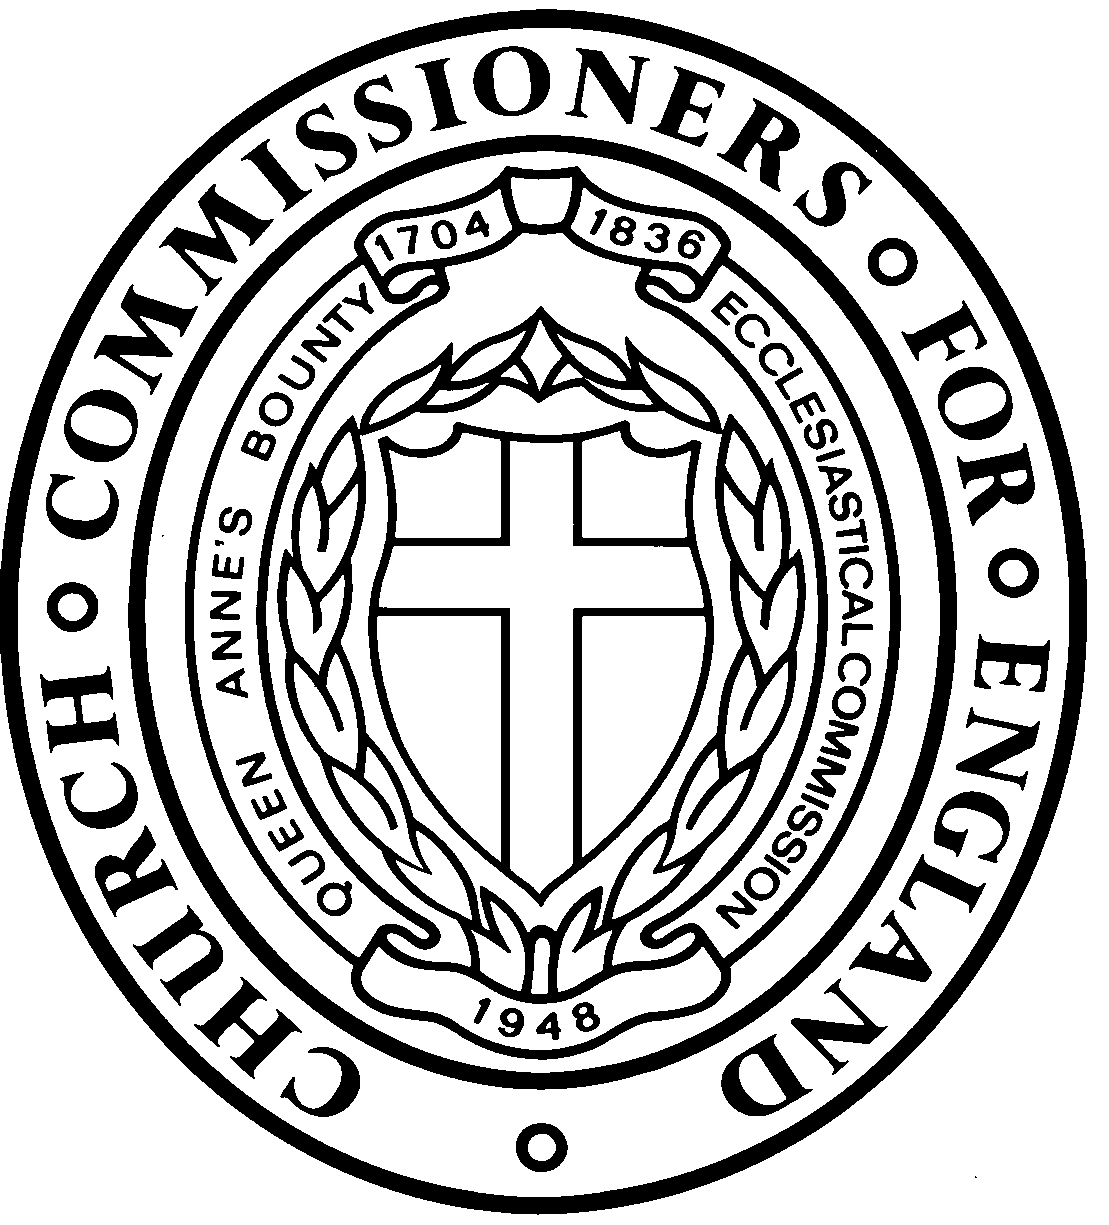 CHURCH COMMISSIONERS FOR ENGLAND
1704 1836
QUEEN ANNE'S BOUNTY
ECCLESIASTICAL COMMISSION
1948